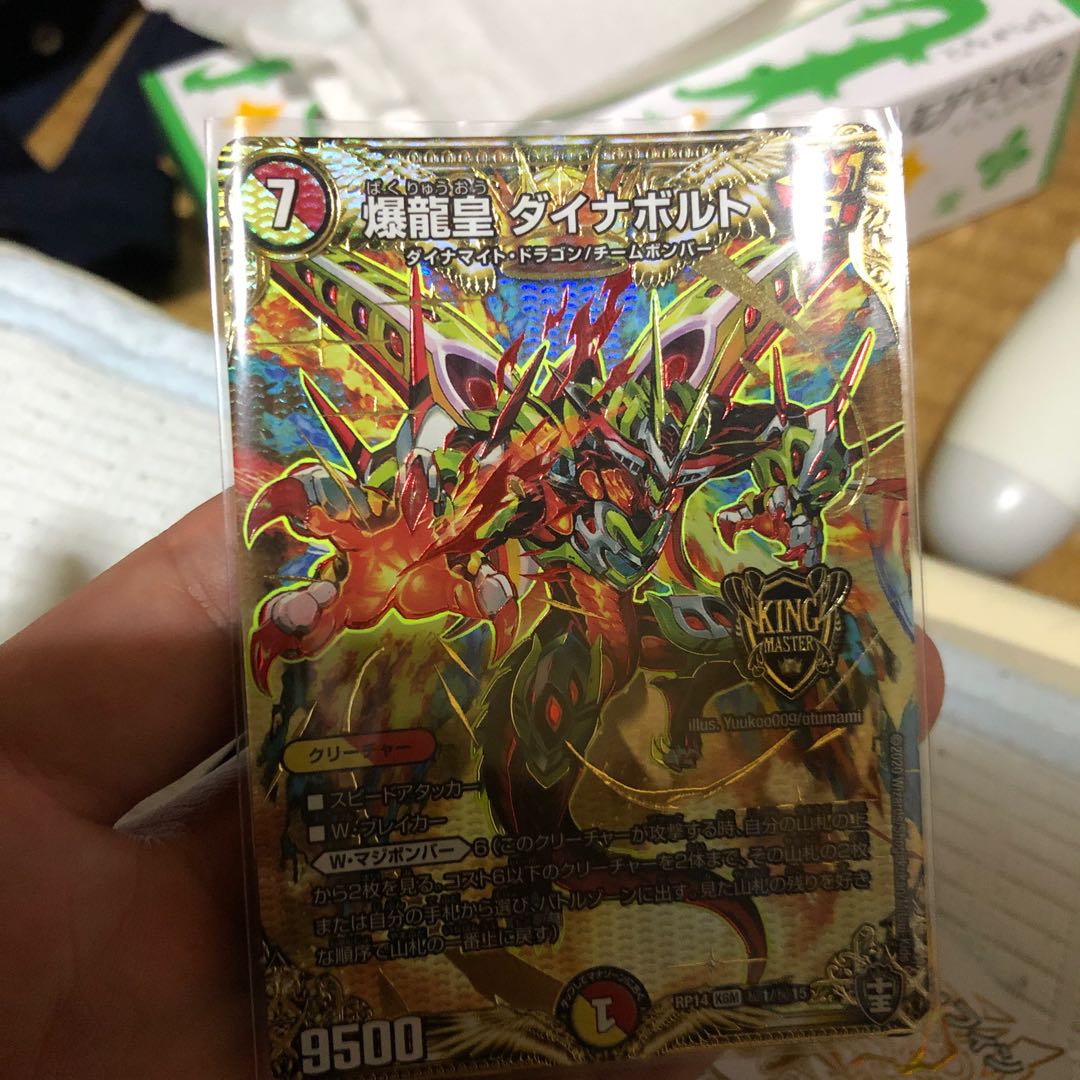 7
ばくりゅうおう
爆龍皇 ダイナボルト
ダイナマイト・ドラゴン/チームボンバー
KING
MASTER
illus. Yuukoo009/otumami
クリーチャー
■ スピードアタッカー
■ W・ブレイカー
W・マジボンバー 6 (このクリーチャーが攻撃する時、自分の山札の上
から2枚を見る。コスト6以下のクリーチャーを2体まで、その山札の2枚
または自分の手札から選び、バトルゾーンに出す。見た山札の残りを好き
な順序で山札の一番上に戻す)
1
RP14 KGM 1/ 15
9500